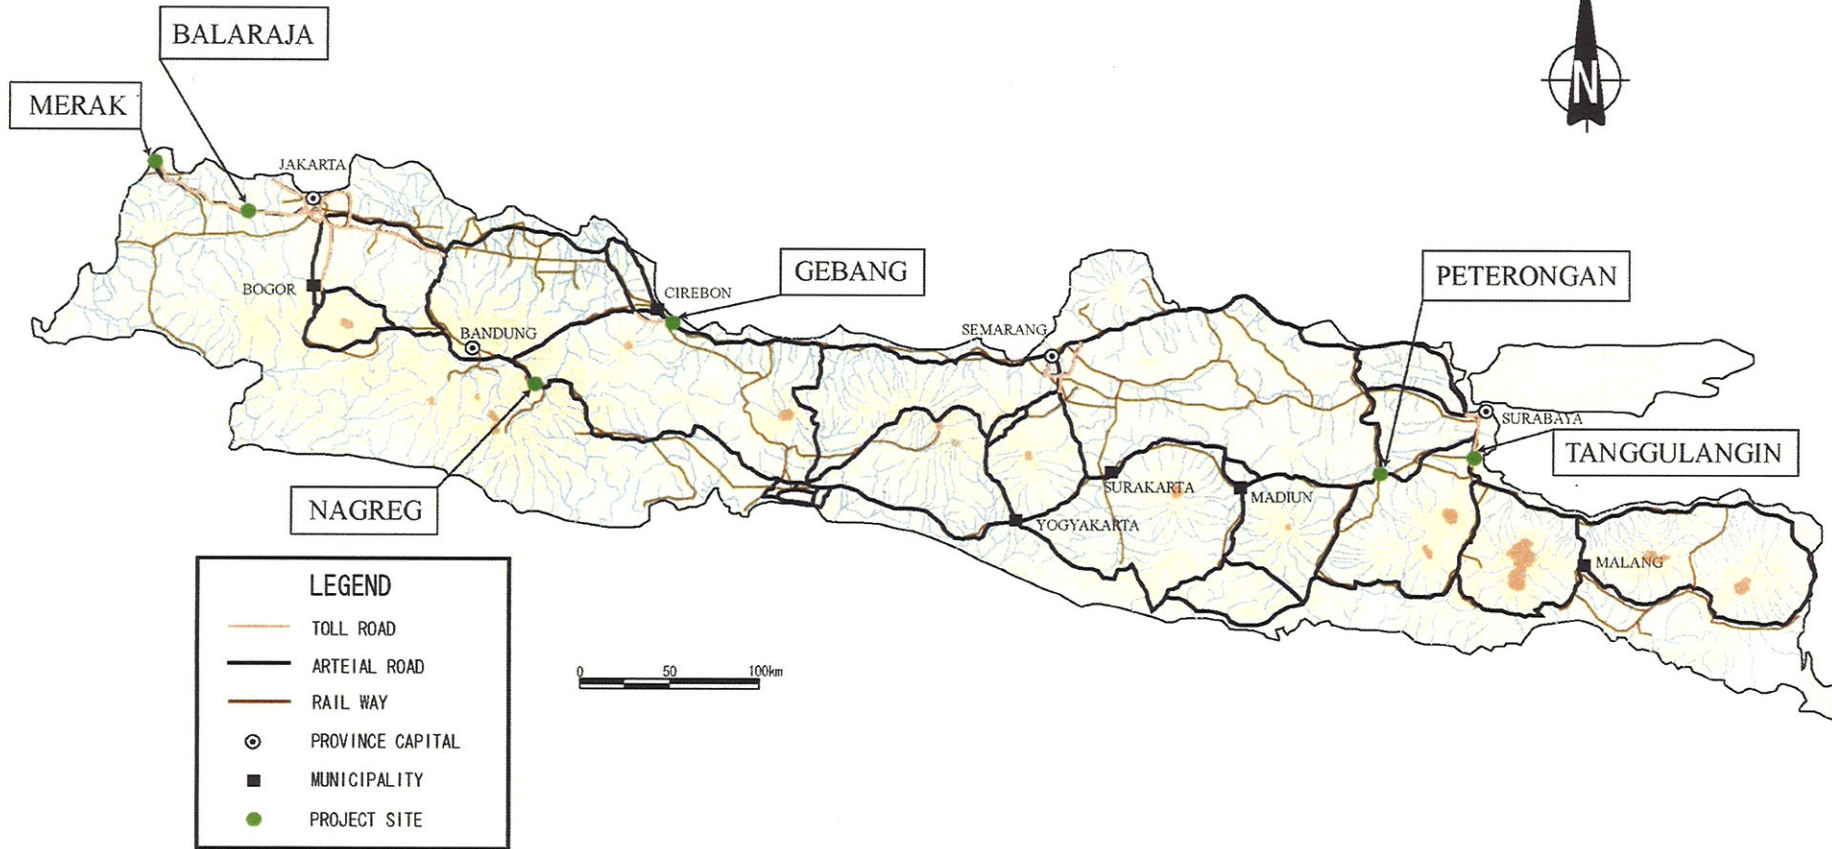 BALARAJA
MERAK
N
JAKARTA
GEBANG
PETERONGAN
BOGOR
CIREBON
BANDUNG
SEMARANG
SURABAYA
TANGGULANGIN
NAGREG
SURAKARTA
MADIUN
YOGYAKARTA
MALANG
LEGEND
TOLL ROAD
ARTEIAL ROAD
RAIL WAY
PROVINCE CAPITAL
MUNICIPALITY
PROJECT SITE
0 50 100km